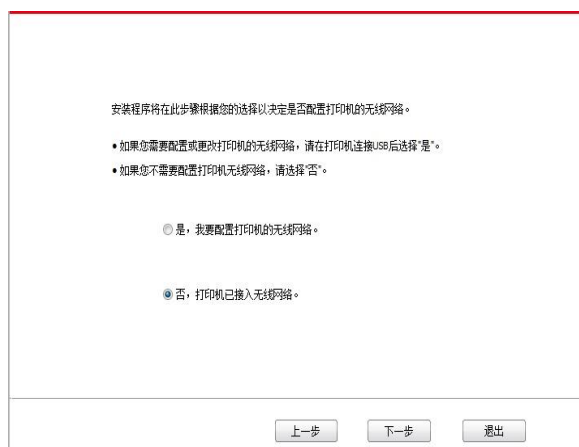 安装程序将在此步骤根据您的选择以决定是否配置打印机的无线网络。
• 如果您需要配置或更改打印机的无线网络，请在打印机连接USB后选择“是”。
• 如果您不需要配置打印机无线网络，请选择“否”。
是，我要配置打印机的无线网络。
否，打印机已接入无线网络。
上一步 下一步 退出